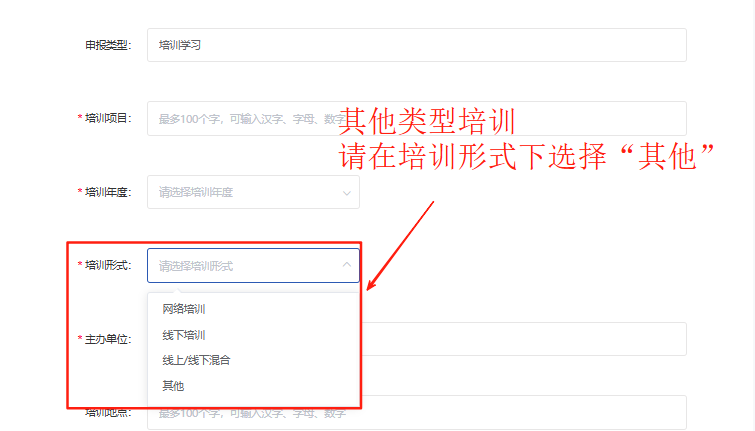 申报类型： 培训学习
* 培训项目： 最多100个字，可输入汉字、字母、数字
其他类型培训
请在培训形式下选择“其他”
* 培训年度： 请选择培训年度
* 培训形式： 请选择培训形式
网络培训
线下培训
* 主办单位：
线上/线下混合
其他
培训地点： 最多100个字，可输入汉字、字母、数字